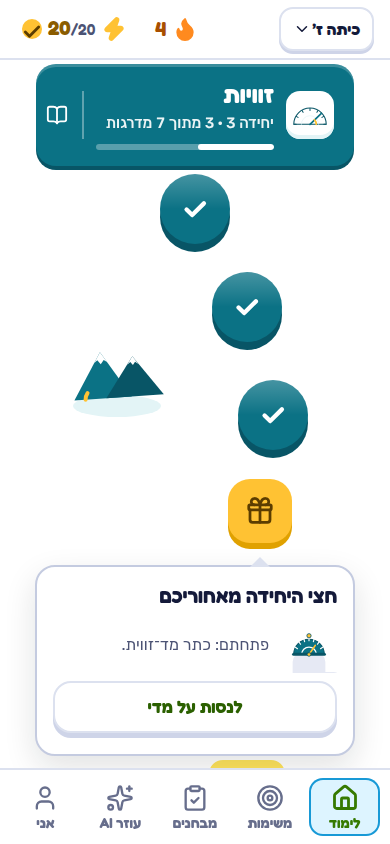 כיתה ז'
4
20/20
זוויות
יחידה 3 • 3 מתוך 7 מדרגות
חצי היחידה מאחוריכם
פתחתם: כתר מד־זווית.
לנסות על מדי
לימוד
משימות
מבחנים
עוזר AI
אני